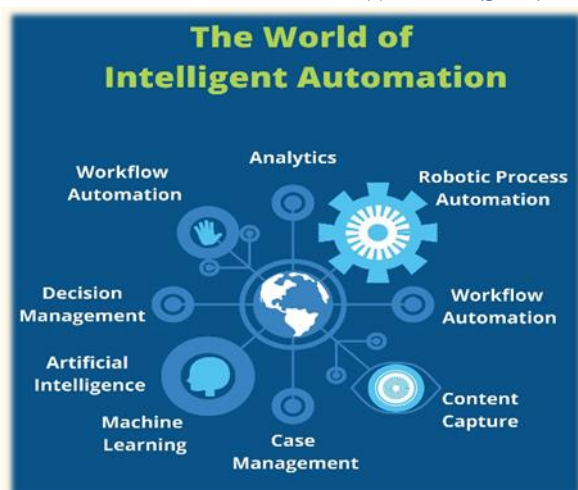 The World of
Intelligent Automation
Analytics
Workflow
Automation
Robotic Process
Automation
Decision
Management
Workflow
Automation
Artificial
Intelligence
Machine
Learning
Case
Management
Content
Capture